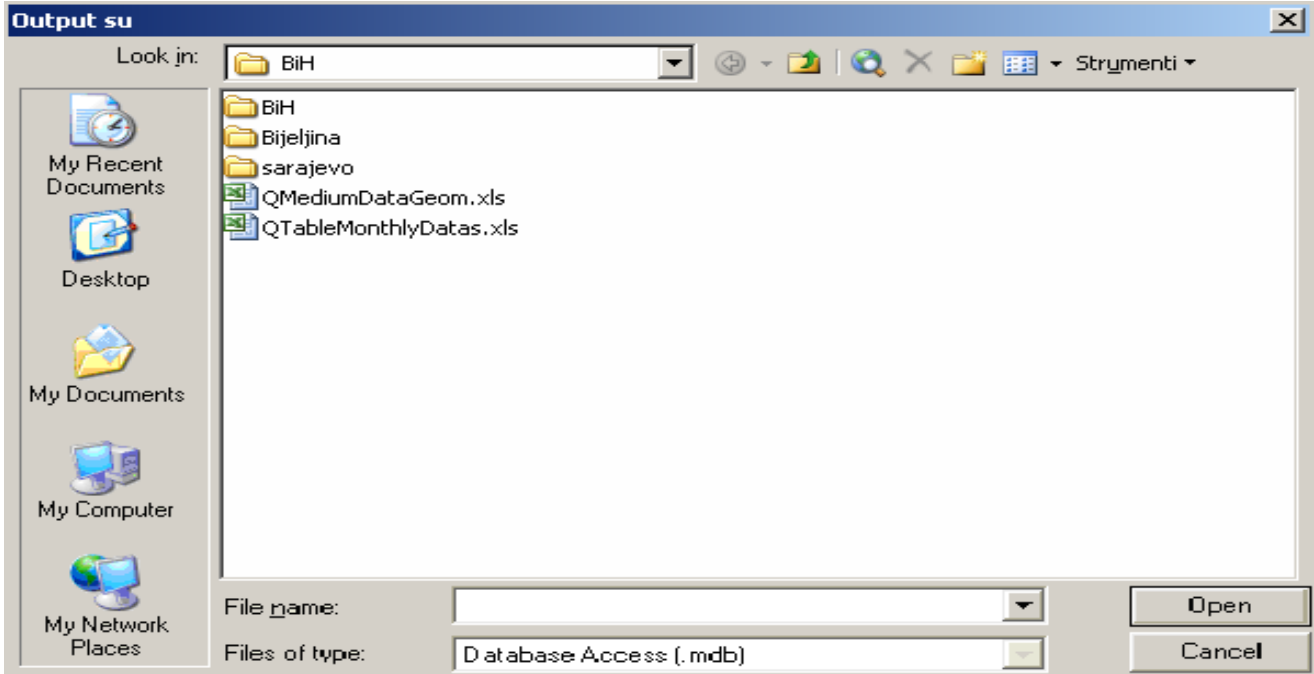 Output su
Look in: BiH Strumenti
BiH
Bijeljina
sarajevo
QMediumDataGeom.xls
QTableMonthlyDatas.xls
My Recent
Documents
Desktop
My Documents
My Computer
My Network
Places
File name: Open
Files of type: Database Access (.mdb) Cancel